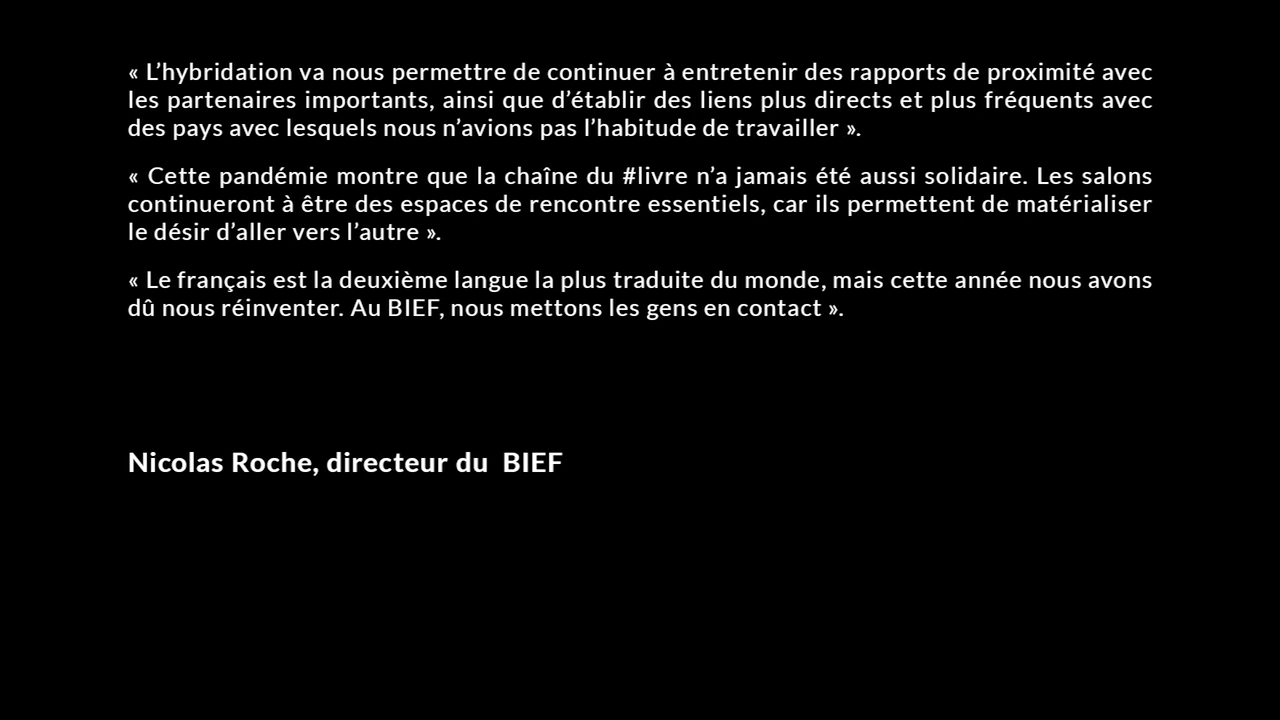 « L’hybridation va nous permettre de continuer à entretenir des rapports de proximité avec
les partenaires importants, ainsi que d’établir des liens plus directs et plus fréquents avec
des pays avec lesquels nous n’avions pas l’habitude de travailler ».
« Cette pandémie montre que la chaîne du #livre n’a jamais été aussi solidaire. Les salons
continueront à être des espaces de rencontre essentiels, car ils permettent de matérialiser
le désir d’aller vers l’autre ».
« Le français est la deuxième langue la plus traduite du monde, mais cette année nous avons
dû nous réinventer. Au BIEF, nous mettons les gens en contact ».
Nicolas Roche, directeur du  BIEF